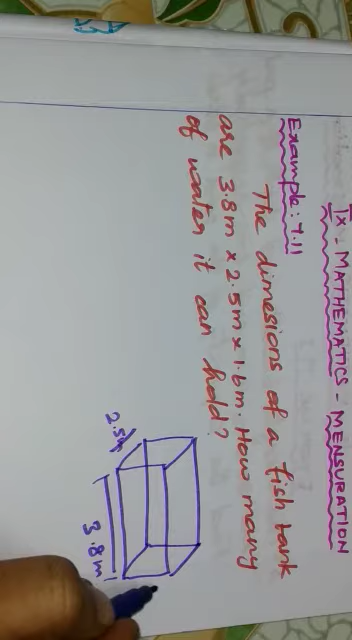 IX - MATHEMATICS - MENSURATION
Example: 7.11
The dimesions of a fish tank
are 3.8m x 2.5m x 1.6m. How many
of water it can hold?
2.5m
3.8m